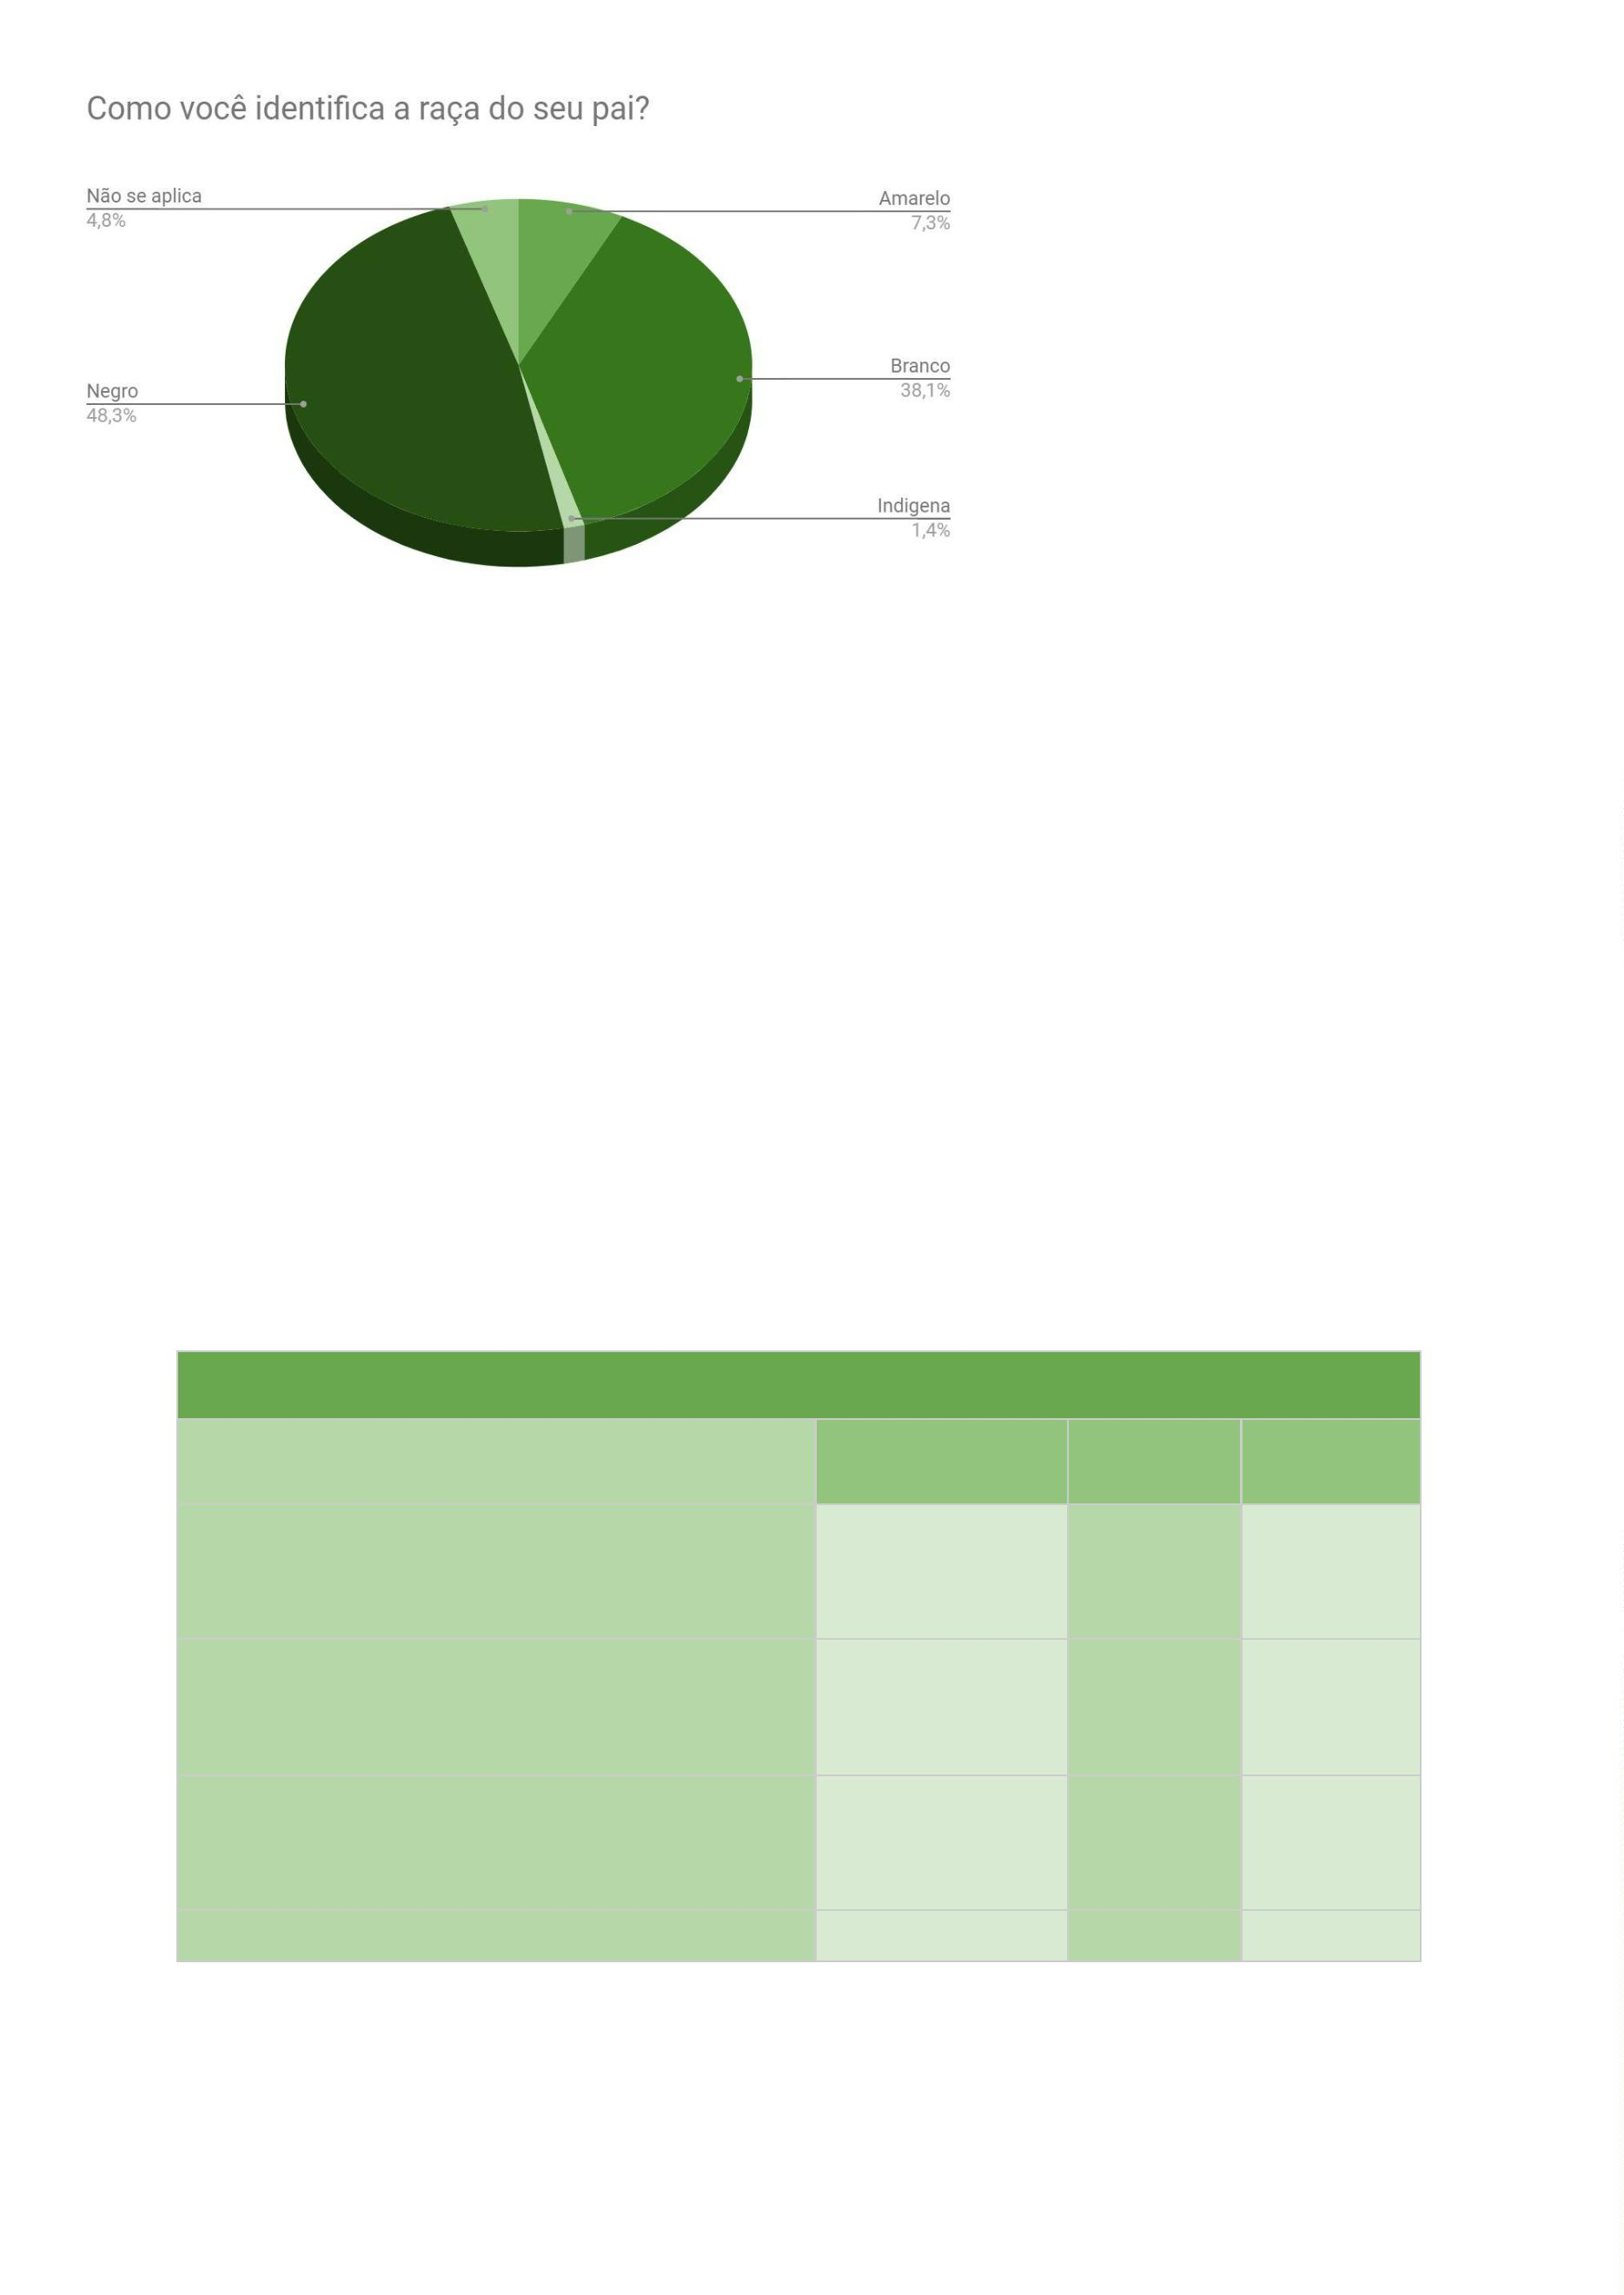 Como você identifica a raça do seu pai?
Não se aplica
4,8%
Amarelo
7,3%
Branco
38,1%
Negro
48,3%
Indigena
1,4%